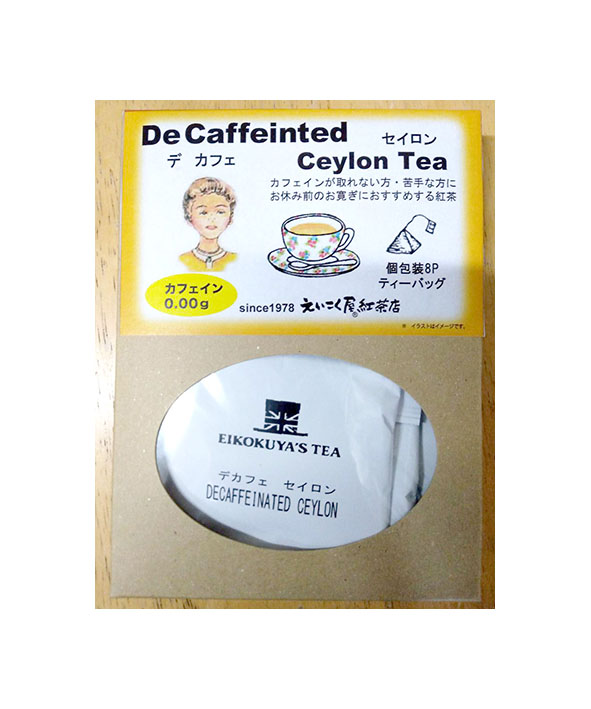 DeCaffeinted セイロン
デ カフェ Ceylon Tea
カフェインが取れない方・苦手な方に
お休み前のお寛ぎにおすすめする紅茶
個包装8P
ティーバッグ
カフェイン
0.00g
since1978 えいこく屋®紅茶店
※ イラストはイメージです。
EIKOKUYA'S TEA
デカフェ セイロン
DECAFFEINATED CEYLON